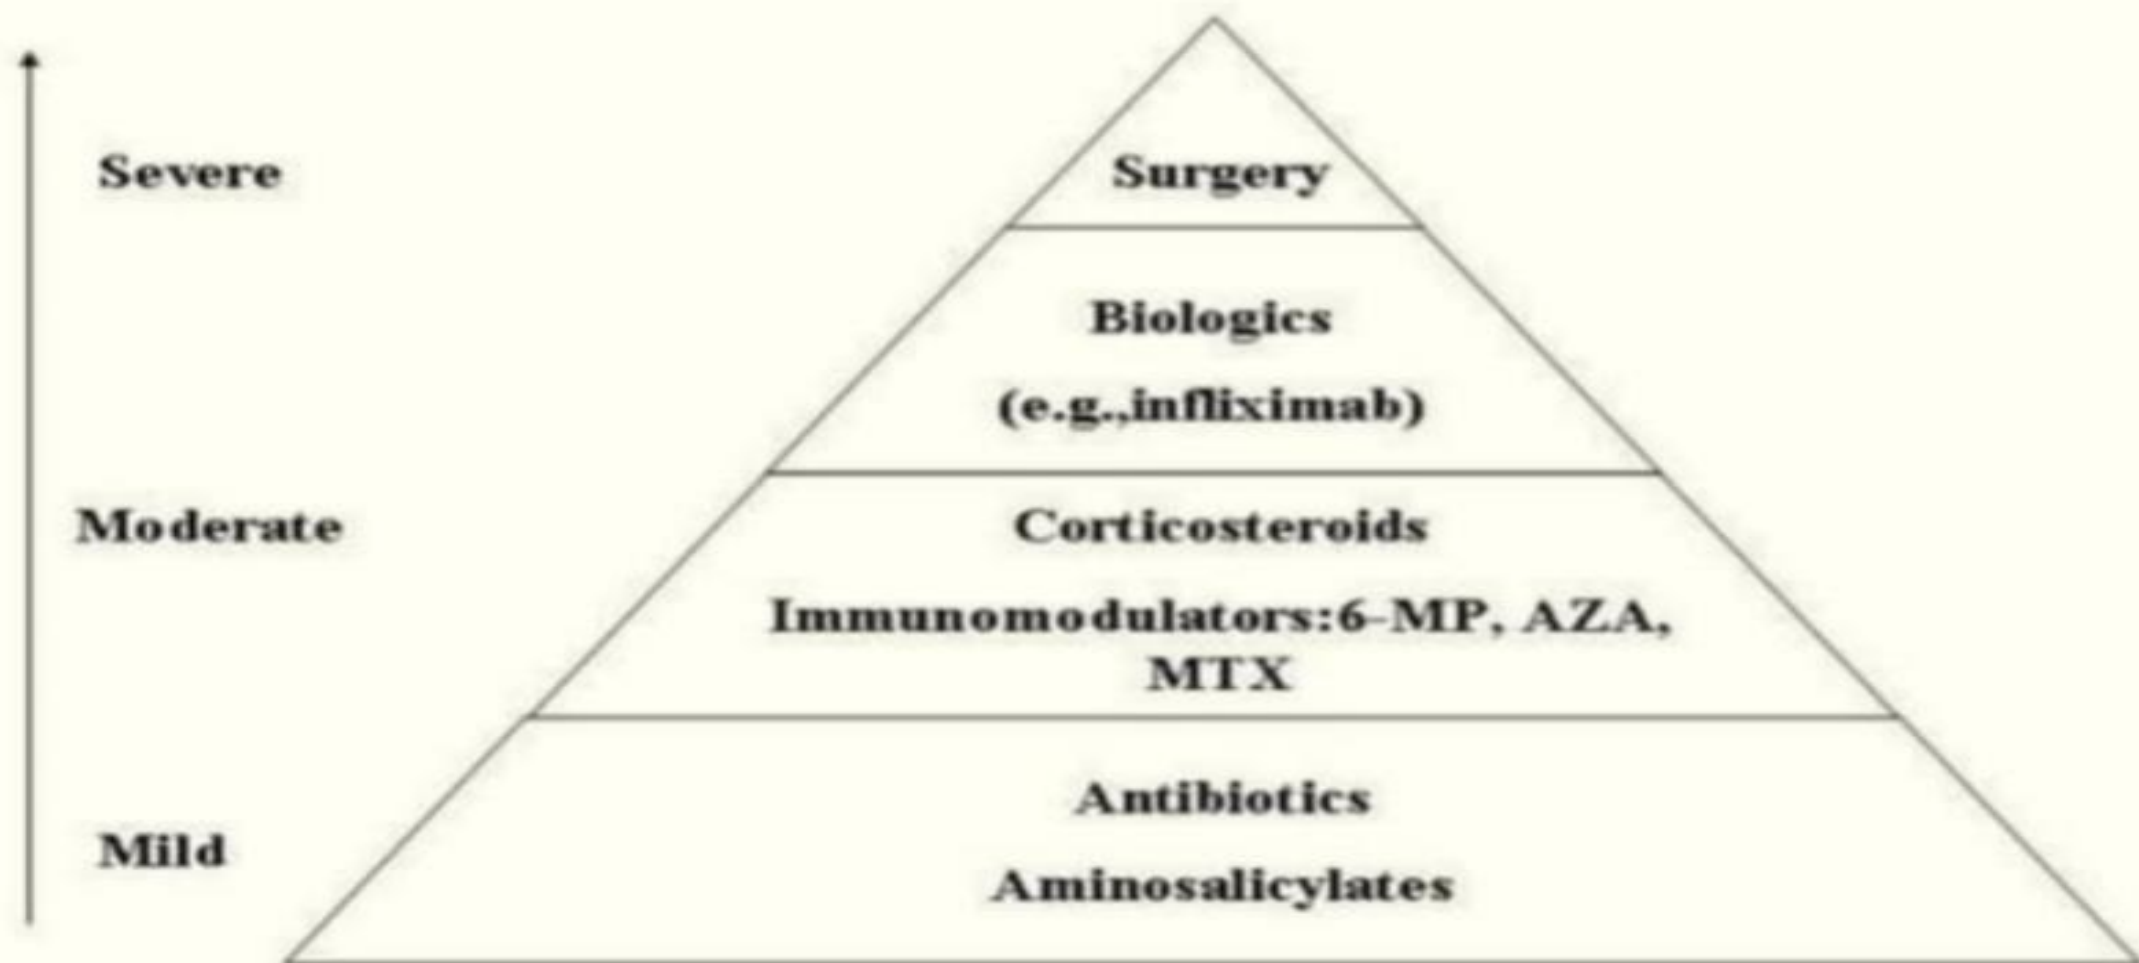 Severe
Surgery
Biologics
(e.g.,infliximab)
Moderate
Corticosteroids
Immunomodulators:6-MP, AZA,
MTX
Antibiotics
Mild
Aminosalicylates